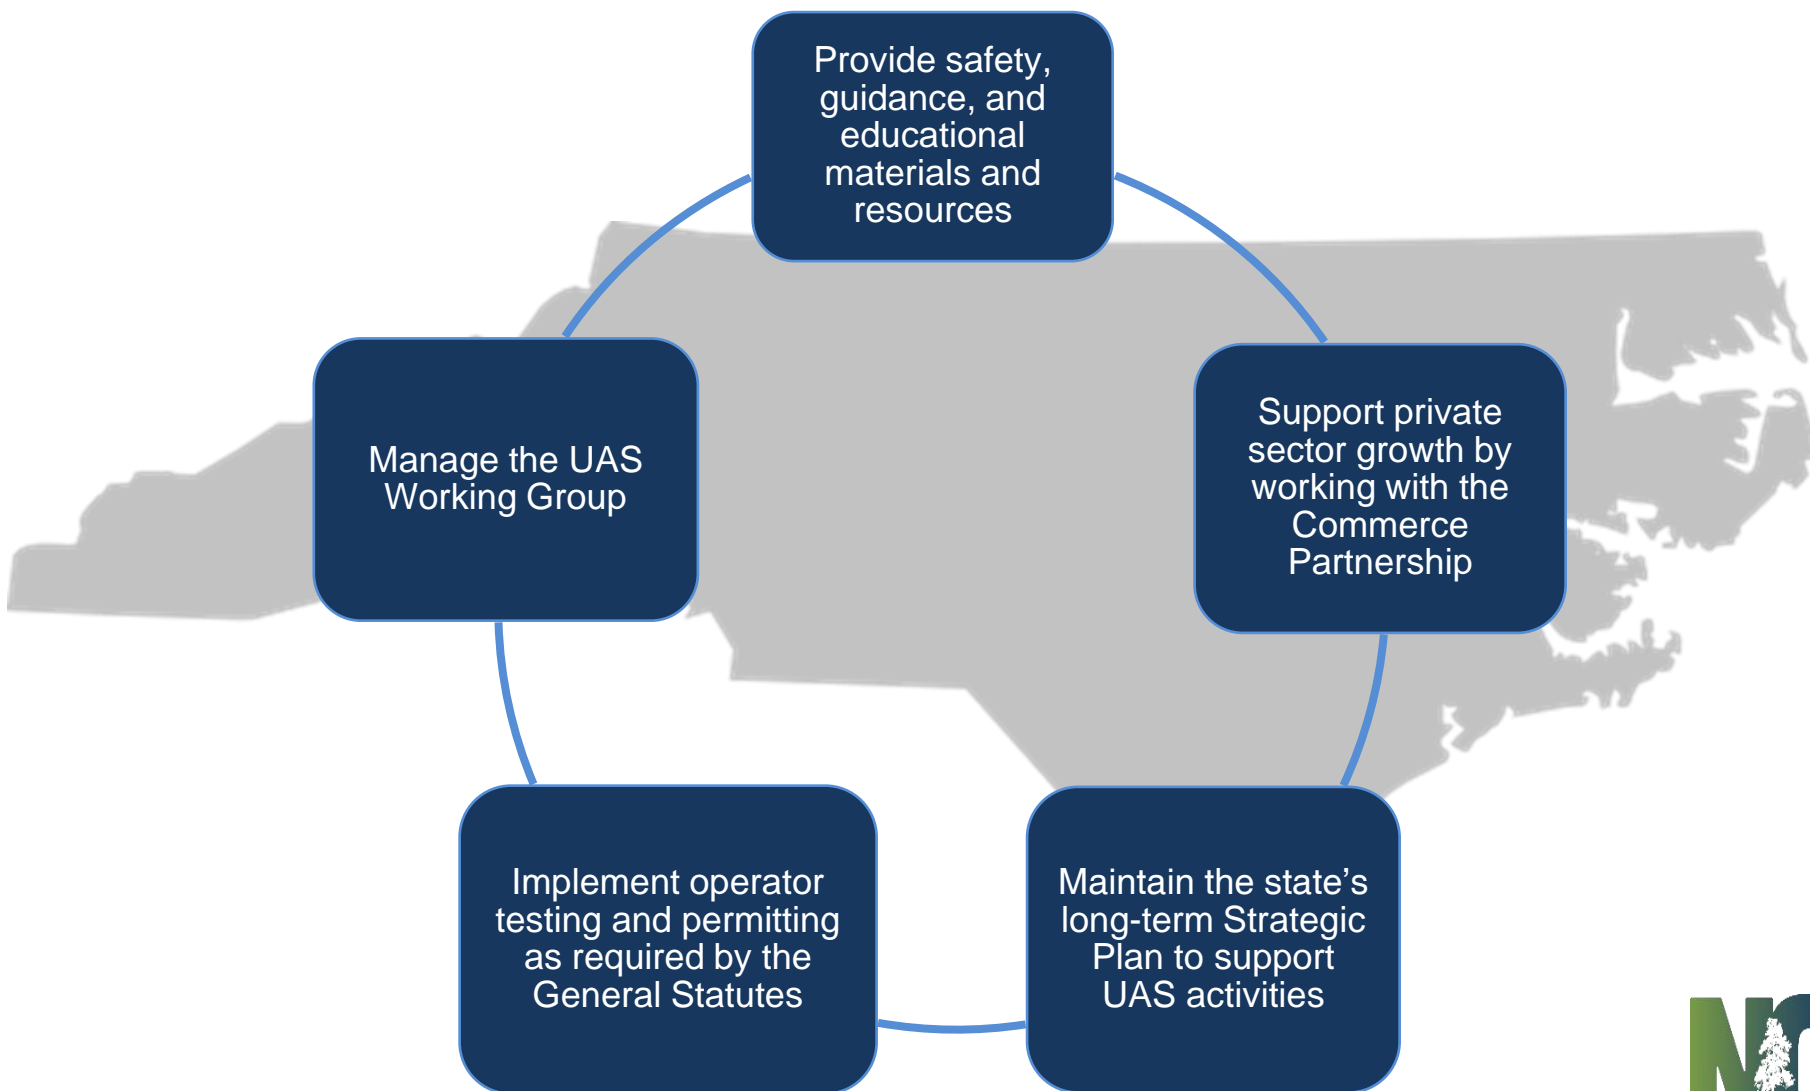 Provide safety,
guidance, and
educational
materials and
resources
Support private
sector growth by
working with the
Commerce
Partnership
Maintain the state’s
long-term Strategic
Plan to support
UAS activities
Implement operator
testing and permitting
as required by the
General Statutes
Manage the UAS
Working Group